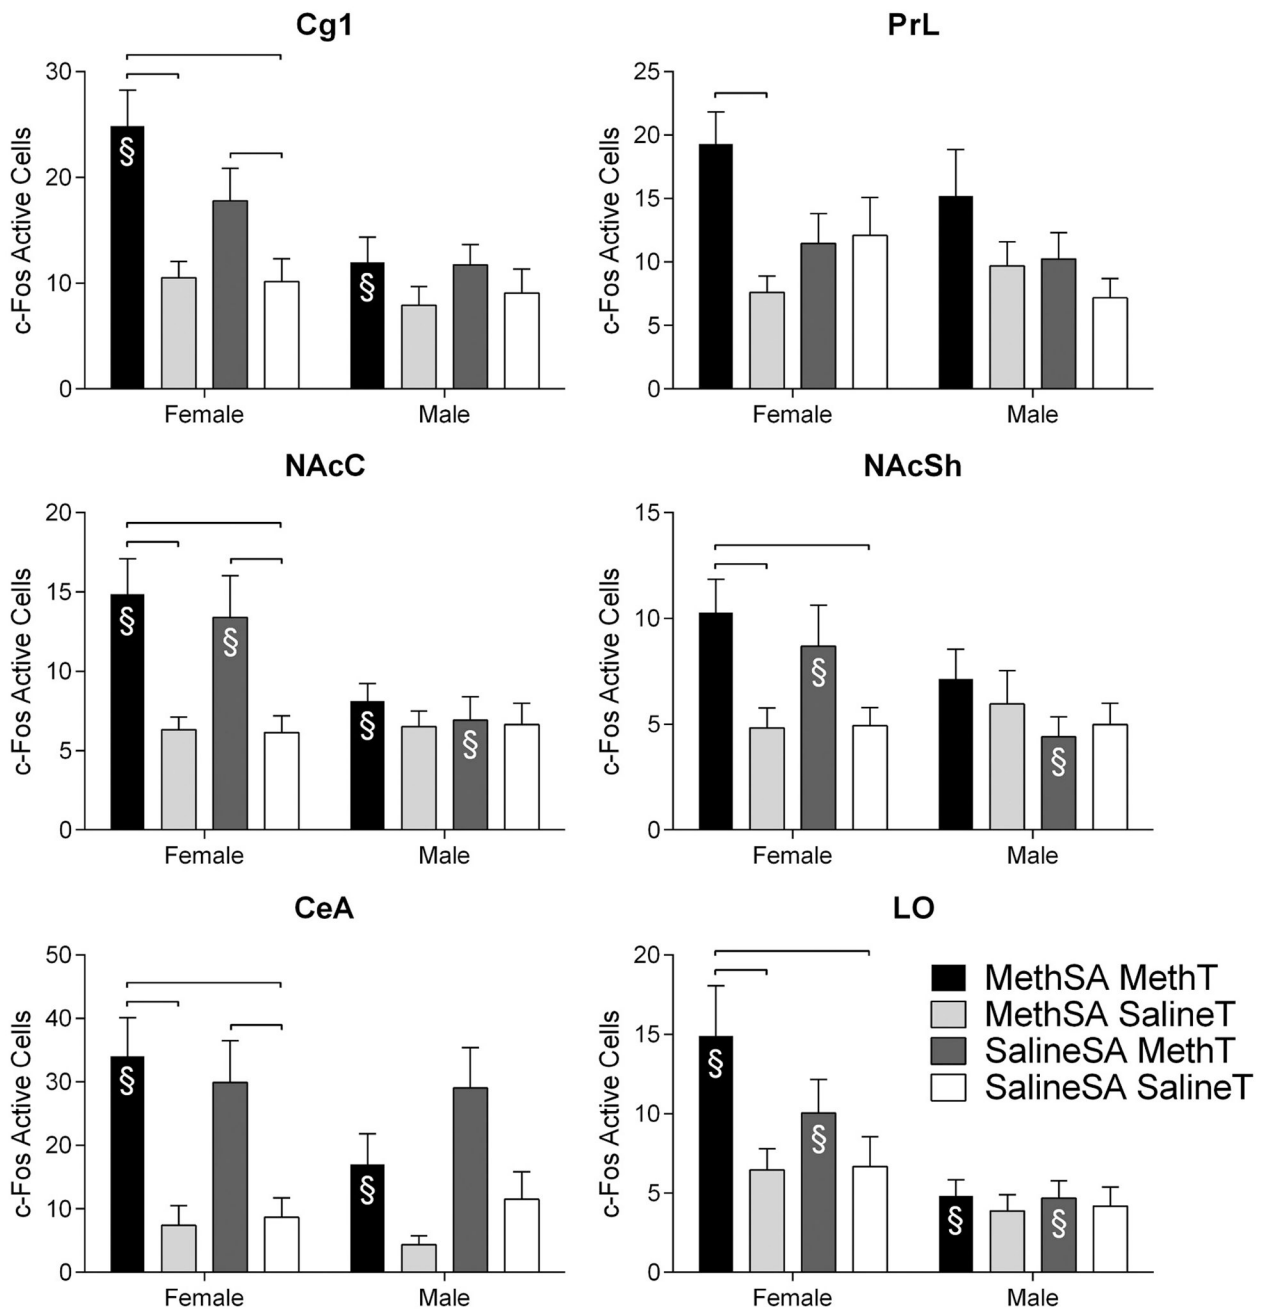 Cg1
c-Fos Active Cells
30
20
10
0
§
§
Female
Male
PrL
c-Fos Active Cells
25
20
15
10
5
0
Female
Male
NAcC
c-Fos Active Cells
20
15
10
5
0
§
§
§
§
Female
Male
NAcSh
c-Fos Active Cells
15
10
5
0
§
§
Female
Male
CeA
c-Fos Active Cells
50
40
30
20
10
0
§
§
Female
Male
LO
c-Fos Active Cells
20
15
10
5
0
§
§
§
§
Female
Male
MethSA MethT
MethSA SalineT
SalineSA MethT
SalineSA SalineT